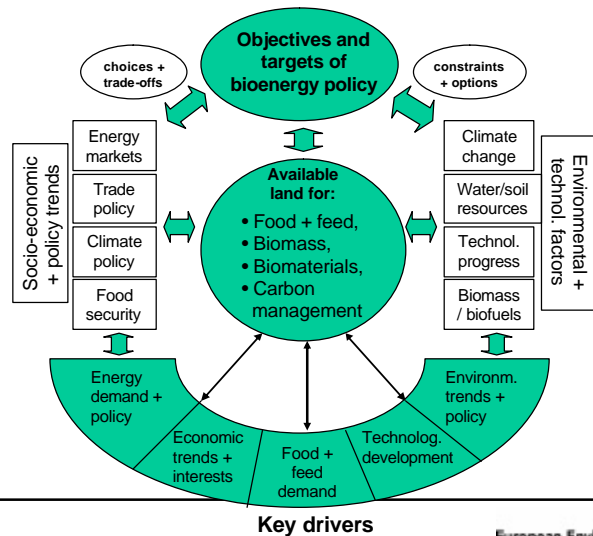 Objectives and
targets of
bioenergy policy
choices +
trade-offs
constraints
+ options
Socio-economic
+ policy trends
Energy
markets
Trade
policy
Climate
policy
Food
security
Available
land for:
• Food + feed,
• Biomass,
• Biomaterials,
• Carbon
management
Climate
change
Water/soil
resources
Technol.
progress
Biomass
/ biofuels
Environmental +
technol. factors
Energy
demand +
policy
Economic
trends +
interests
Food +
feed
demand
Technolog.
development
Environm.
trends +
policy
Key drivers
European